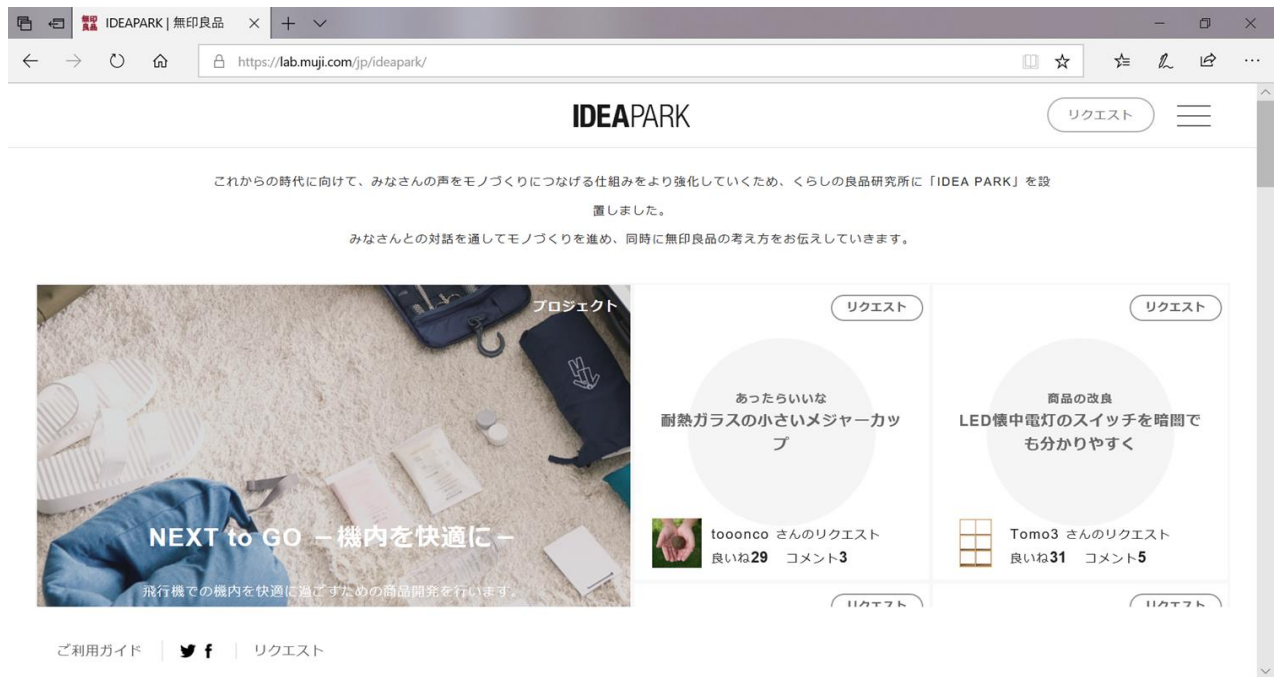 無印良品
IDEAPARK | 無印良品
https://lab.muji.com/jp/ideapark/
IDEAPARK
リクエスト
これからの時代に向けて、みなさんの声をモノづくりにつなげる仕組みをより強化していくため、くらしの良品研究所に「IDEA PARK」を設
置しました。
みなさんとの対話を通してモノづくりを進め、同時に無印良品の考え方をお伝えしていきます。
プロジェクト
NEXT to GO －機内を快適に－
飛行機での機内を快適に過ごすための商品開発を行います。
リクエスト
あったらいいな
耐熱ガラスの小さいメジャーカッ
プ
tooonco さんのリクエスト
良いね29 コメント3
リクエスト
商品の改良
LED懐中電灯のスイッチを暗闇で
も分かりやすく
Tomo3 さんのリクエスト
良いね31 コメント5
リクエスト
リクエスト
ご利用ガイド
リクエスト